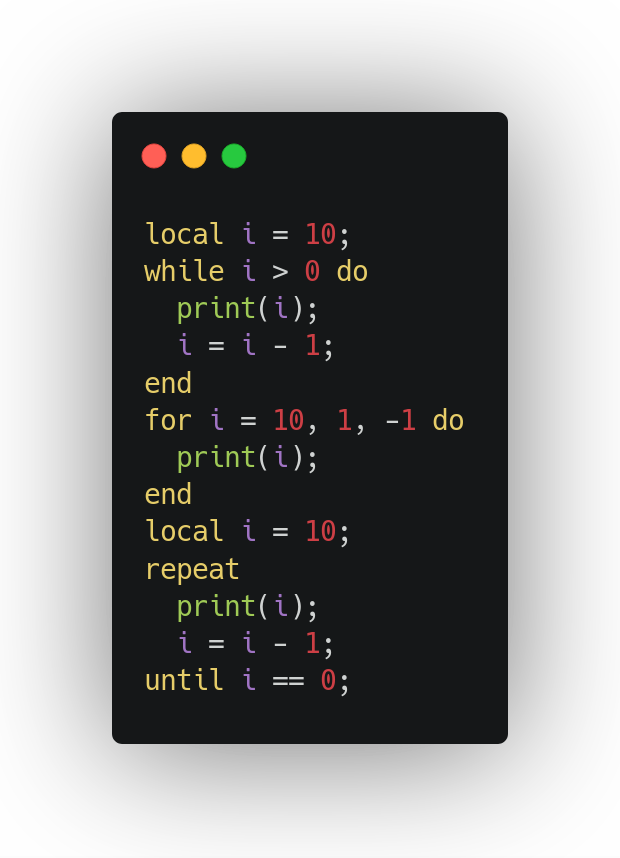 local i = 10;
while i > 0 do
  print(i);
  i = i - 1;
end
for i = 10, 1, -1 do
  print(i);
end
local i = 10;
repeat
  print(i);
  i = i - 1;
until i == 0;